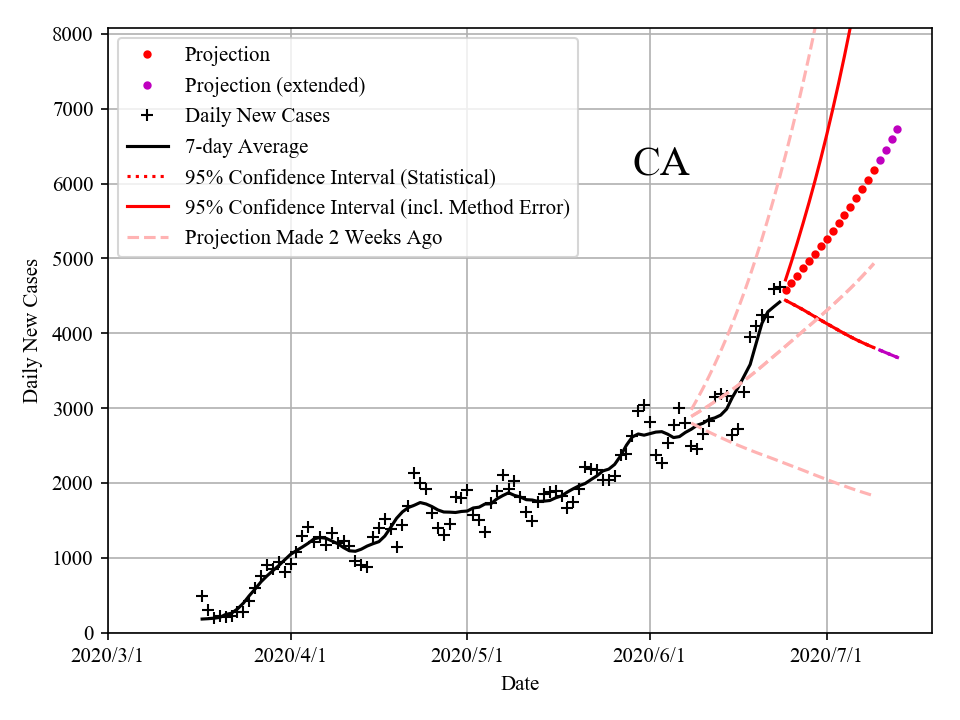 8000
7000
6000
5000
4000
3000
2000
1000
0
Daily New Cases
Projection
Projection (extended)
Daily New Cases
7-day Average
95% Confidence Interval (Statistical)
95% Confidence Interval (incl. Method Error)
Projection Made 2 Weeks Ago
CA
2020/3/1
2020/4/1
2020/5/1
2020/6/1
2020/7/1
Date